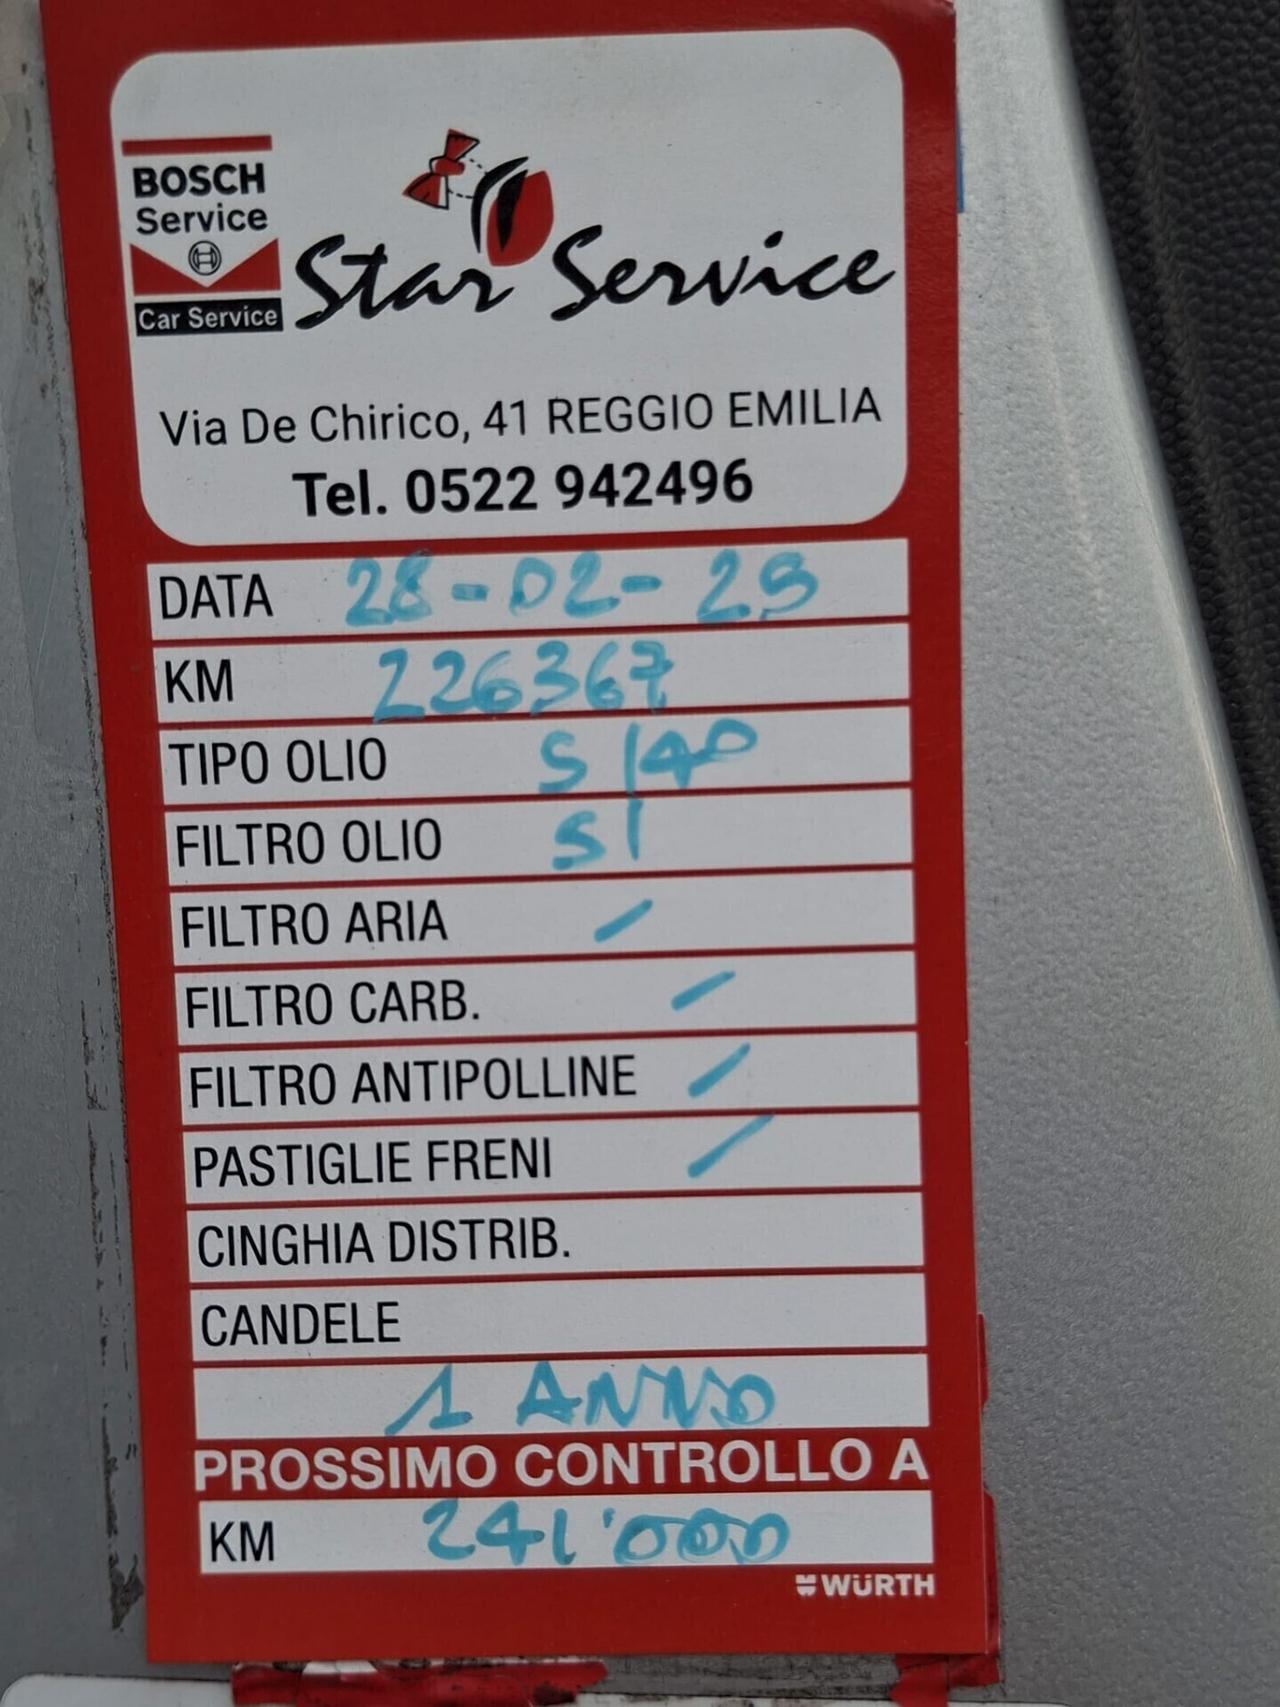 BOSCH
Service
Car Service
Star Service
Via De Chirico, 41 REGGIO EMILIA
Tel. 0522 942496
DATA 28-02-25
KM 226367
TIPO OLIO S/40
FILTRO OLIO SI
FILTRO ARIA /
FILTRO CARB. /
FILTRO ANTIPOLLINE /
PASTIGLIE FRENI /
CINGHIA DISTRIB.
CANDELE
1 ANNO
PROSSIMO CONTROLLO A
KM 241'000
WÜRTH